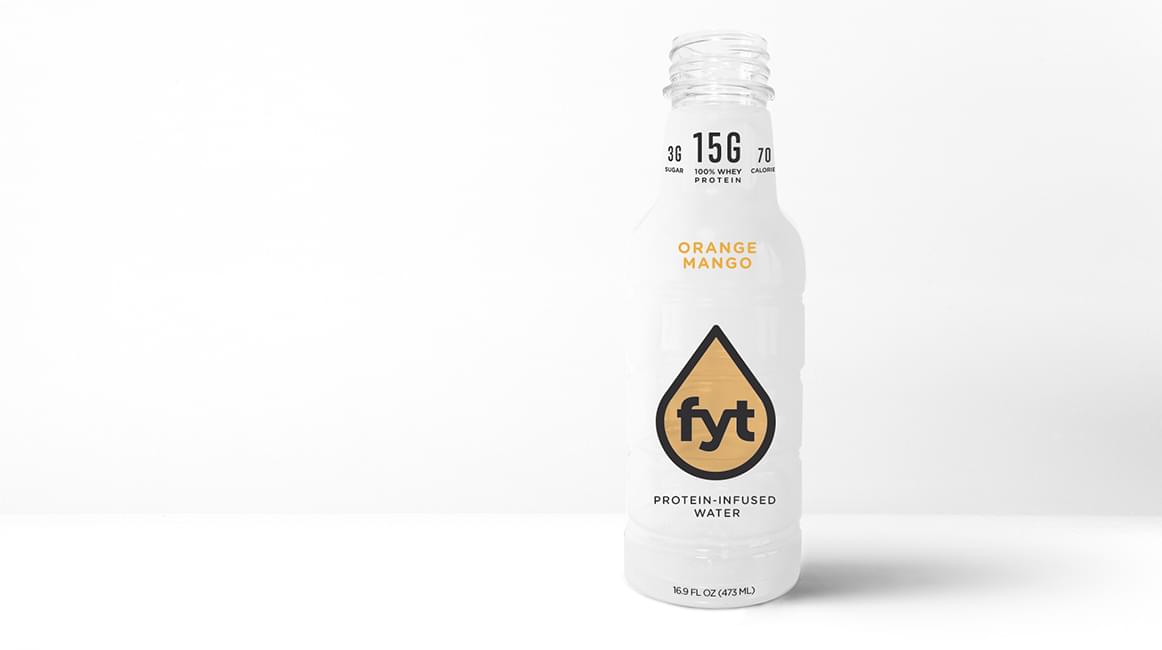 3G 15G 70
SUGAR 100% WHEY CALORIE
PROTEIN
ORANGE
MANGO
fyt
PROTEIN-INFUSED
WATER
16.9 FL OZ (473 ML)